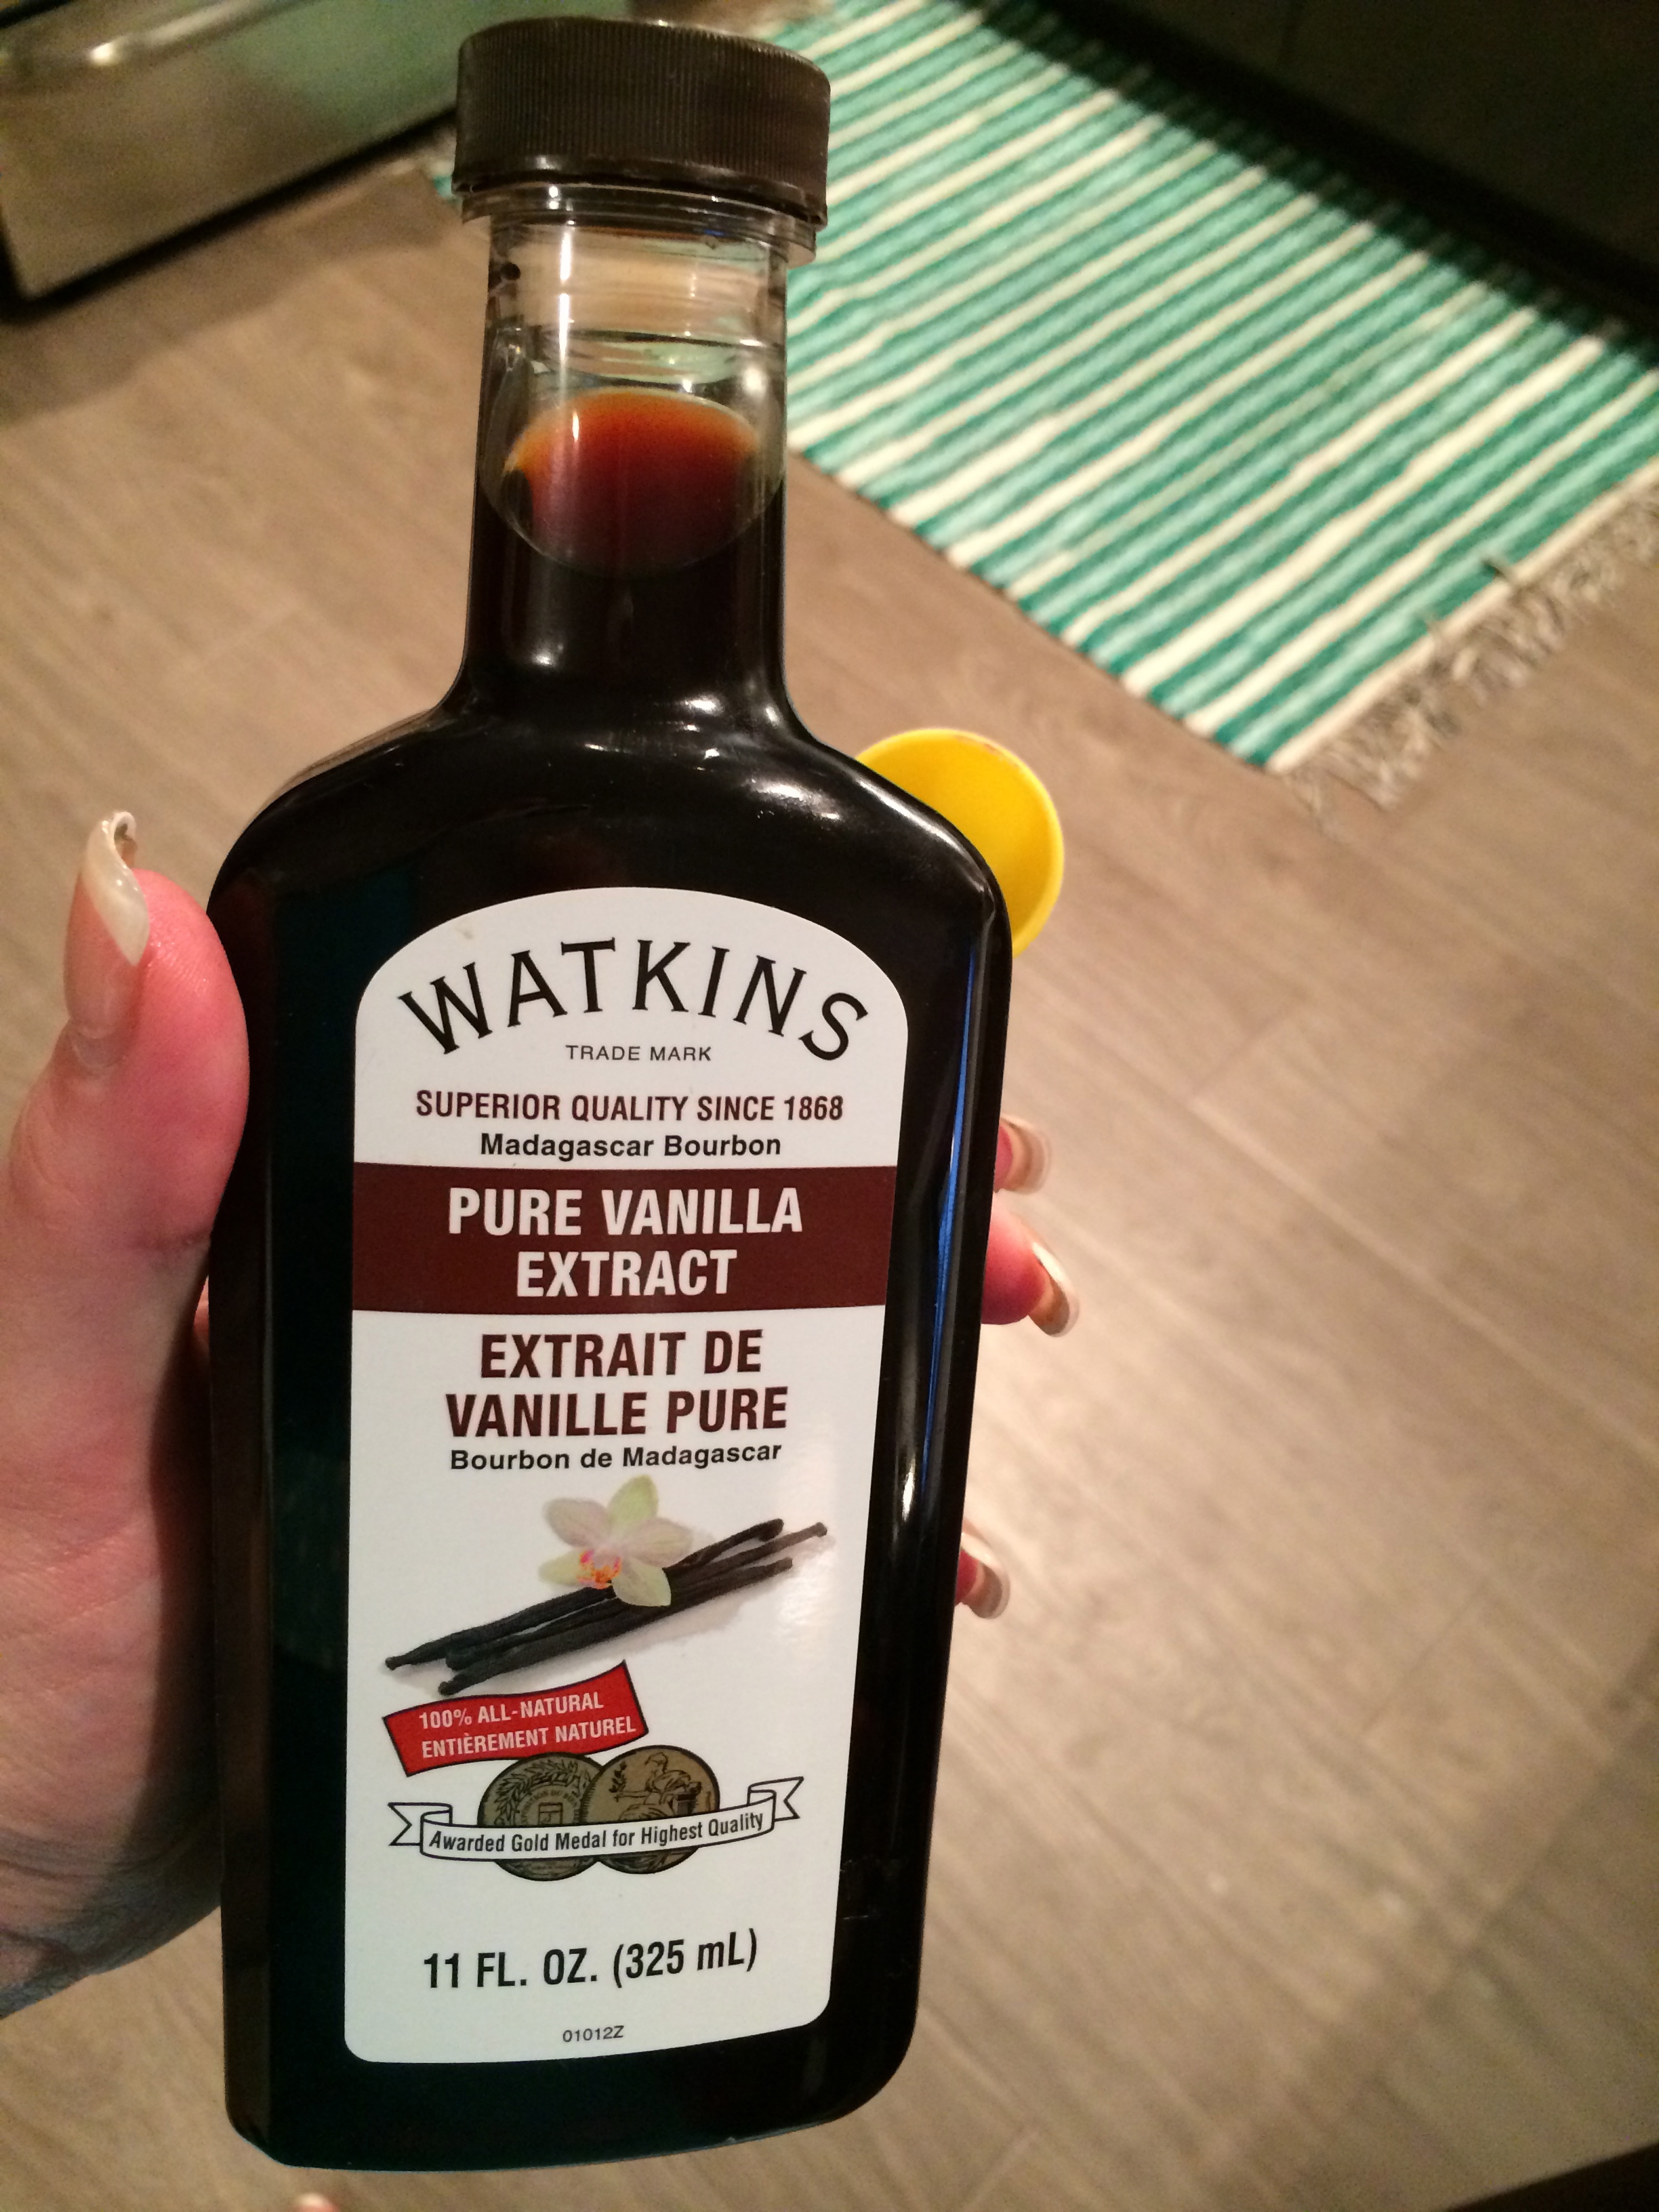 WATKINS
TRADE MARK
SUPERIOR QUALITY SINCE 1868
Madagascar Bourbon
PURE VANILLA
EXTRACT
EXTRAIT DE
VANILLE PURE
Bourbon de Madagascar
100% ALL-NATURAL
ENTIÈREMENT NATUREL
Awarded Gold Medal for Highest Quality
11 FL. OZ. (325 mL)
01012Z